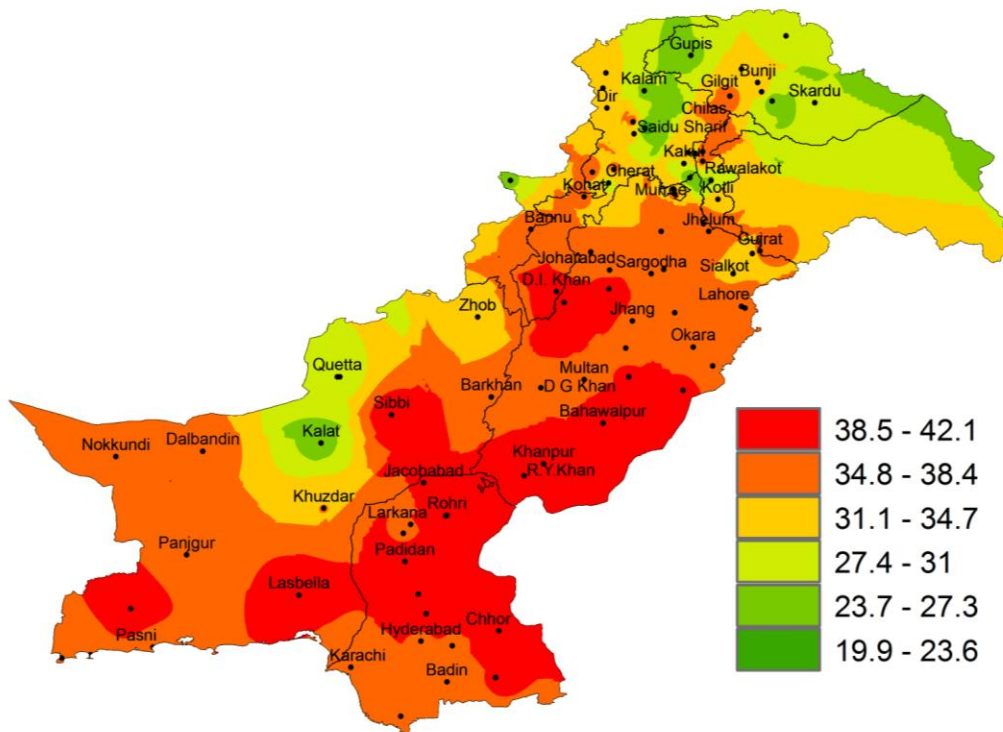 Gupis
Kalam
Gilgit
Bunji
Skardu
Dir
Chilas
Saidu Sharif
Kakul
Rawalakot
Cherat
Kohat
Murree
Kotli
Bannu
Jhelum
Gujrat
Joharabad
Sargodha
Sialkot
D.I. Khan
Zhob
Jhang
Lahore
Okara
Quetta
Multan
Barkhan
D G Khan
Sibbi
Bahawalpur
Kalat
Nokkundi
Dalbandin
Khanpur
R.Y.Khan
Jacobabad
Khuzdar
Rohri
Larkana
Panjgur
Padidan
Lasbella
Pasni
Hyderabad
Chhor
Karachi
Badin
38.5 - 42.1
34.8 - 38.4
31.1 - 34.7
27.4 - 31
23.7 - 27.3
19.9 - 23.6